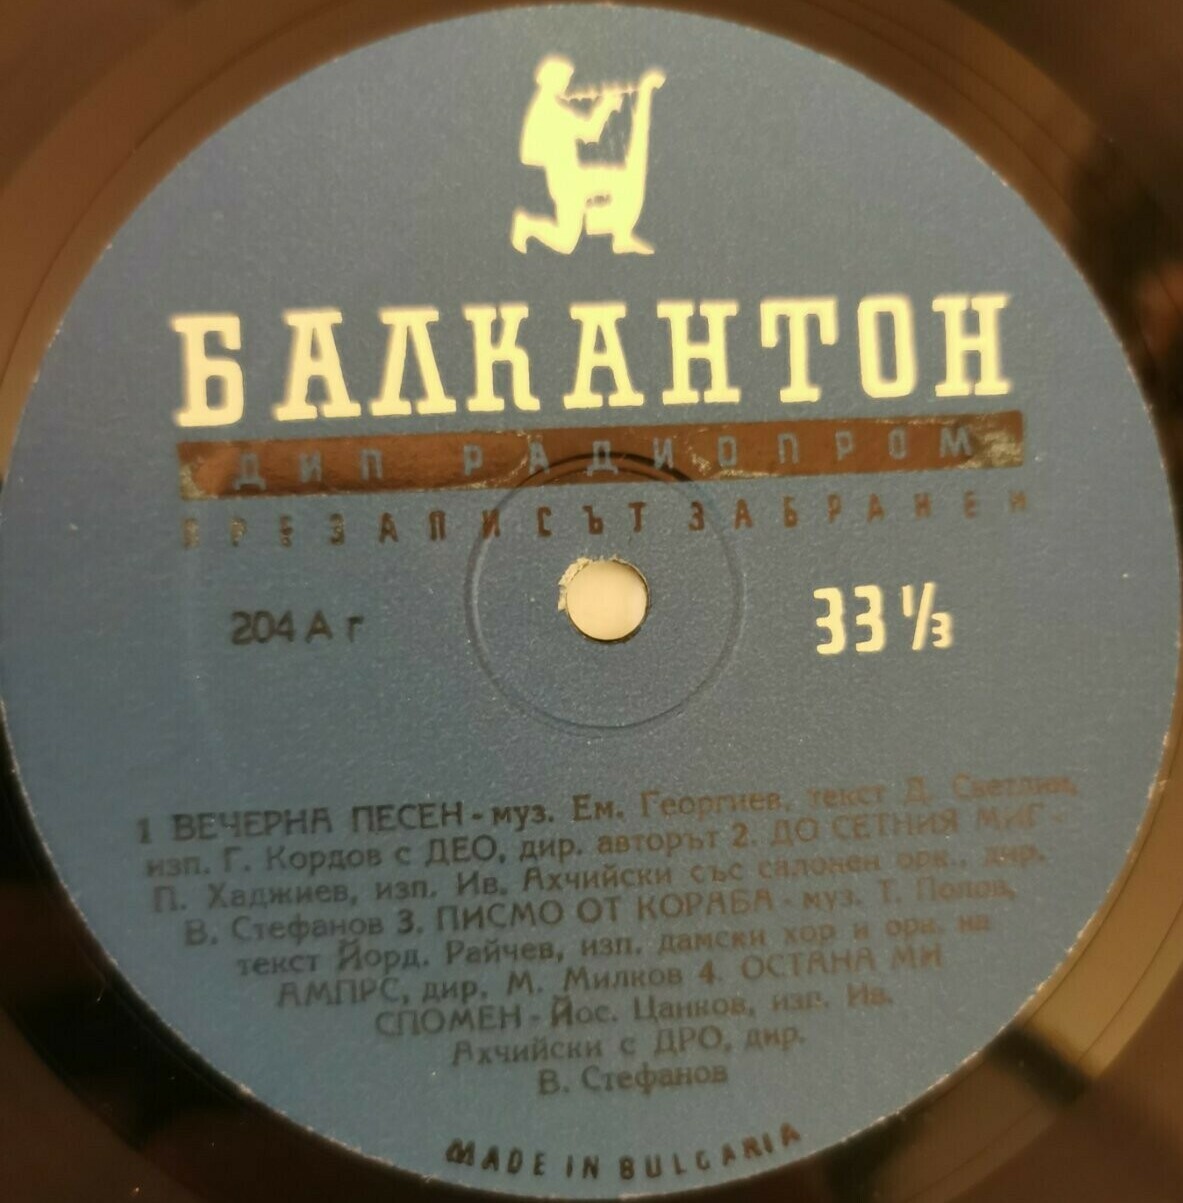 БАЛКАНТОН
ДИП РАДИОПРОМ
ПРЕЗАПИСЪТ ЗАБРАНЕН
204 А г
33 ⅓
1 ВЕЧЕРНА ПЕСЕН - муз. Ем. Георгиев, текст Д. Светлин,
изп. Г. Кордов с ДЕО, дир. авторът 2. ДО СЕТНИЯ МИГ -
П. Хаджиев, изп. Ив. Ахчийски със салонен орк., дир.
В. Стефанов 3. ПИСМО ОТ КОРАБА - муз. Т. Попов,
текст Йорд. Райчев, изп. дамски хор и орк. на
АМПРС, дир. М. Милков 4. ОСТАНА МИ
СПОМЕН - Йос. Цанков, изп. Ив.
Ахчийски с ДРО, дир.
В. Стефанов
MADE IN BULGARIA